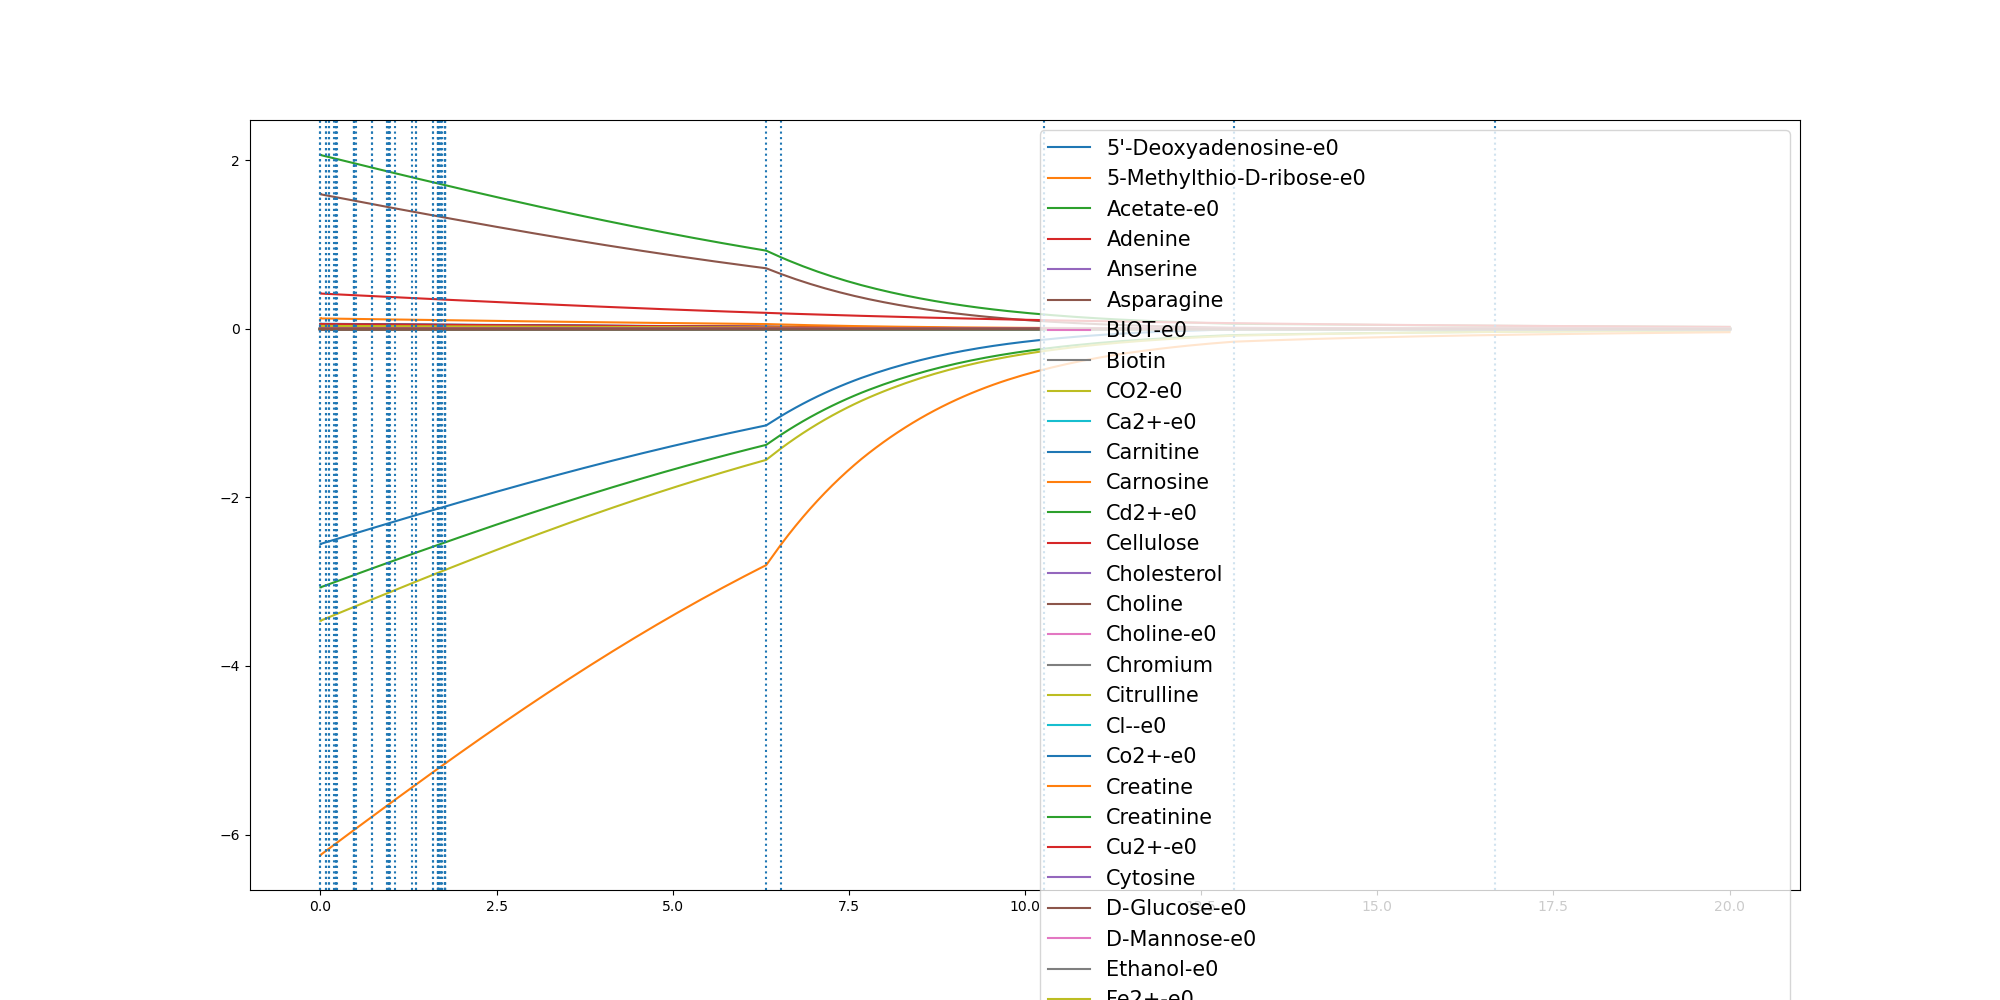 2
0
−2
−4
−6
0.0
2.5
5.0
7.5
10.0
15.0
17.5
20.0
5'-Deoxyadenosine-e0
5-Methylthio-D-ribose-e0
Acetate-e0
Adenine
Anserine
Asparagine
BIOT-e0
Biotin
CO2-e0
Ca2+-e0
Carnitine
Carnosine
Cd2+-e0
Cellulose
Cholesterol
Choline
Choline-e0
Chromium
Citrulline
Cl--e0
Co2+-e0
Creatine
Creatinine
Cu2+-e0
Cytosine
D-Glucose-e0
D-Mannose-e0
Ethanol-e0
Fe2+-e0